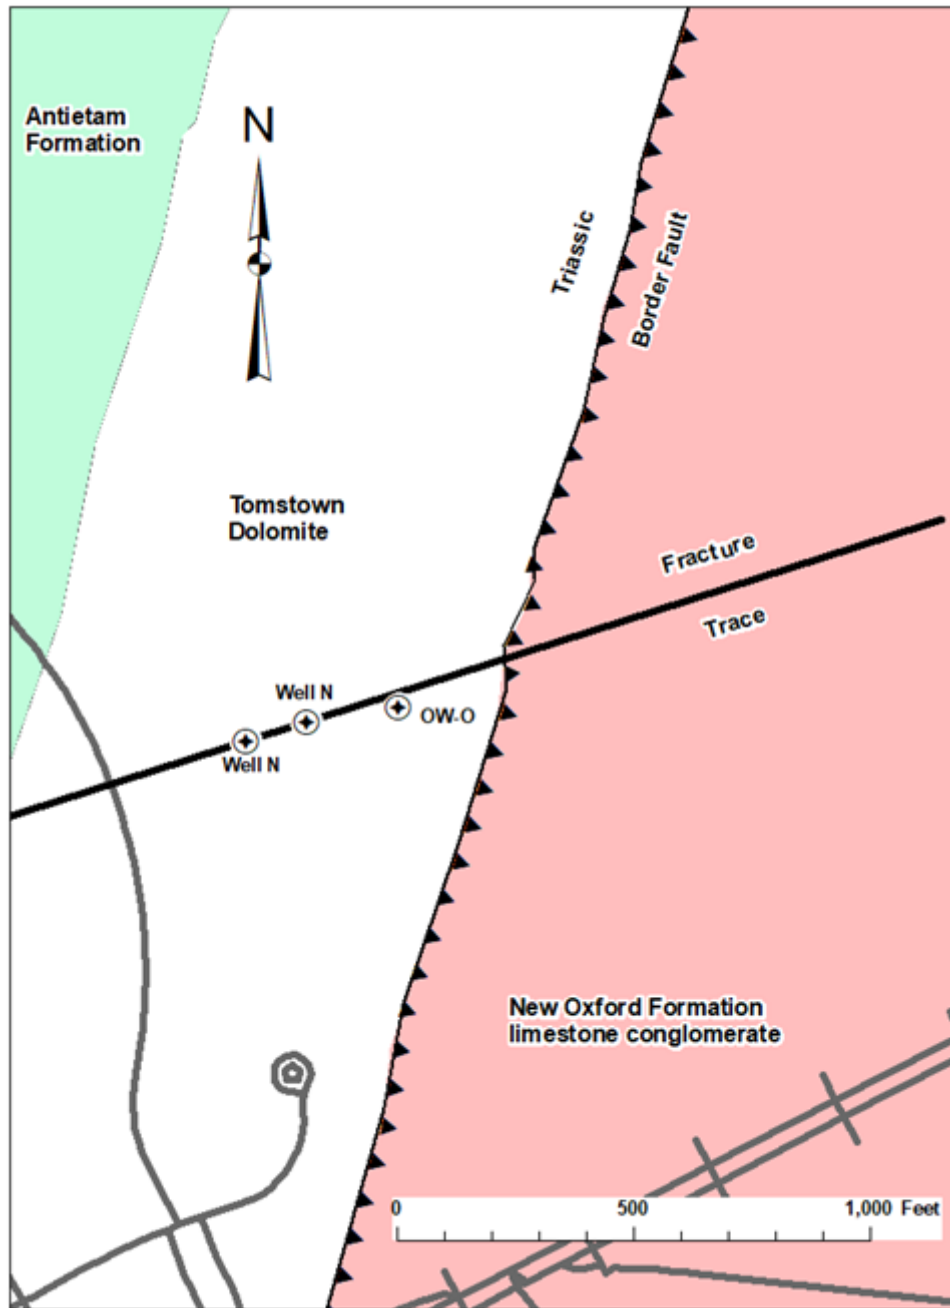 Antietam
Formation
N
Triassic
Border Fault
Tomstown
Dolomite
Fracture
Trace
Well N
OW-O
Well N
New Oxford Formation
limestone conglomerate
0 500 1,000 Feet